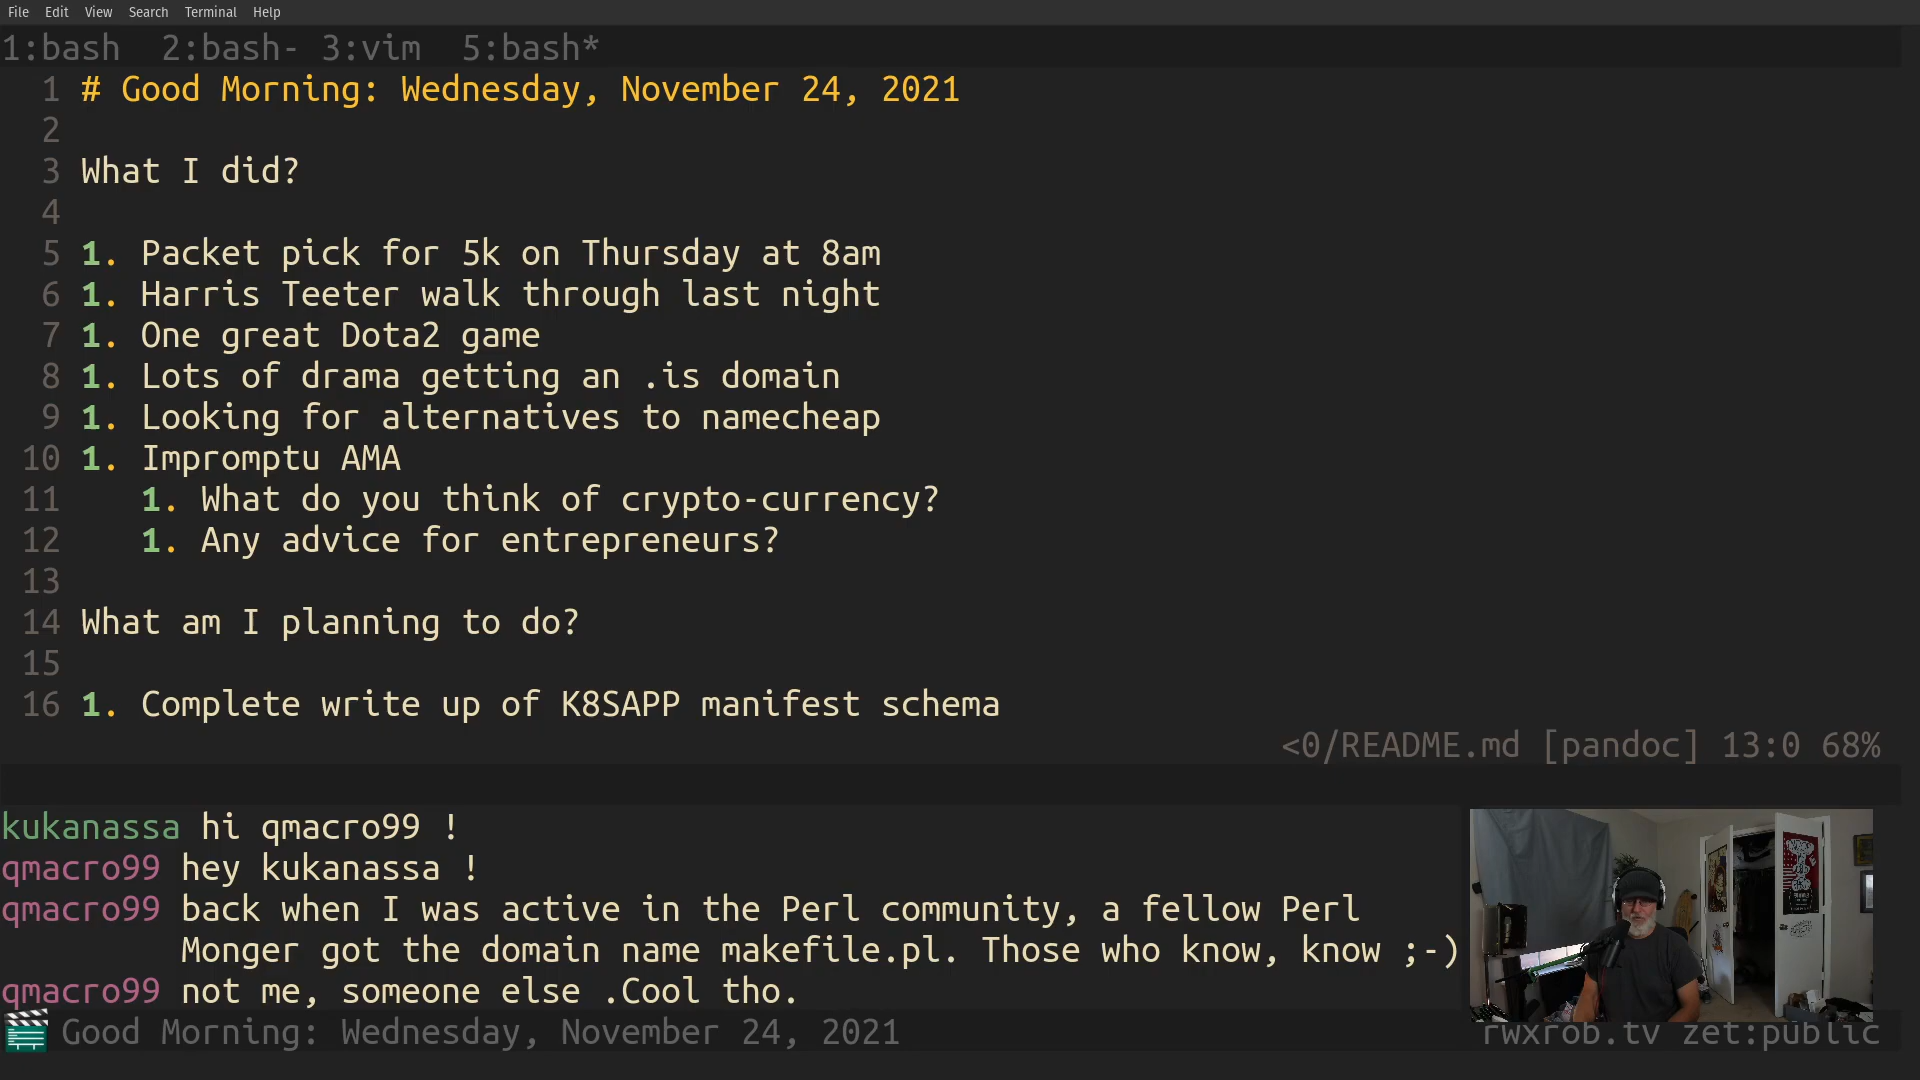 File Edit View Search Terminal Help
1:bash 2:bash- 3:vim 5:bash*
1 # Good Morning: Wednesday, November 24, 2021
2
3 What I did?
4
5 1. Packet pick for 5k on Thursday at 8am
6 1. Harris Teeter walk through last night
7 1. One great Dota2 game
8 1. Lots of drama getting an .is domain
9 1. Looking for alternatives to namecheap
10 1. Impromptu AMA
11 1. What do you think of crypto-currency?
12 1. Any advice for entrepreneurs?
13
14 What am I planning to do?
15
16 1. Complete write up of K8SAPP manifest schema
<0/README.md [pandoc] 13:0 68%
kukanassa hi qmacro99 !
qmacro99 hey kukanassa !
qmacro99 back when I was active in the Perl community, a fellow Perl
Monger got the domain name makefile.pl. Those who know, know ;-)
qmacro99 not me, someone else .Cool tho.
Good Morning: Wednesday, November 24, 2021 rwxrob.tv zet:public